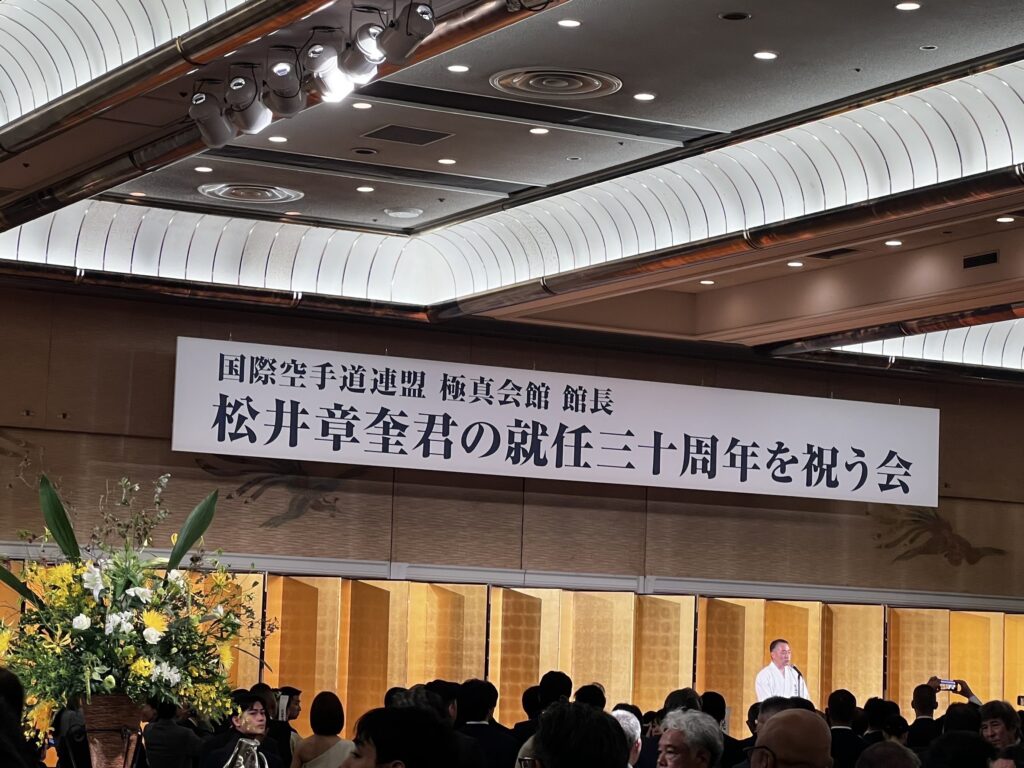 国際空手道連盟 極真会館 館長
松井章奎君の就任三十周年を祝う会